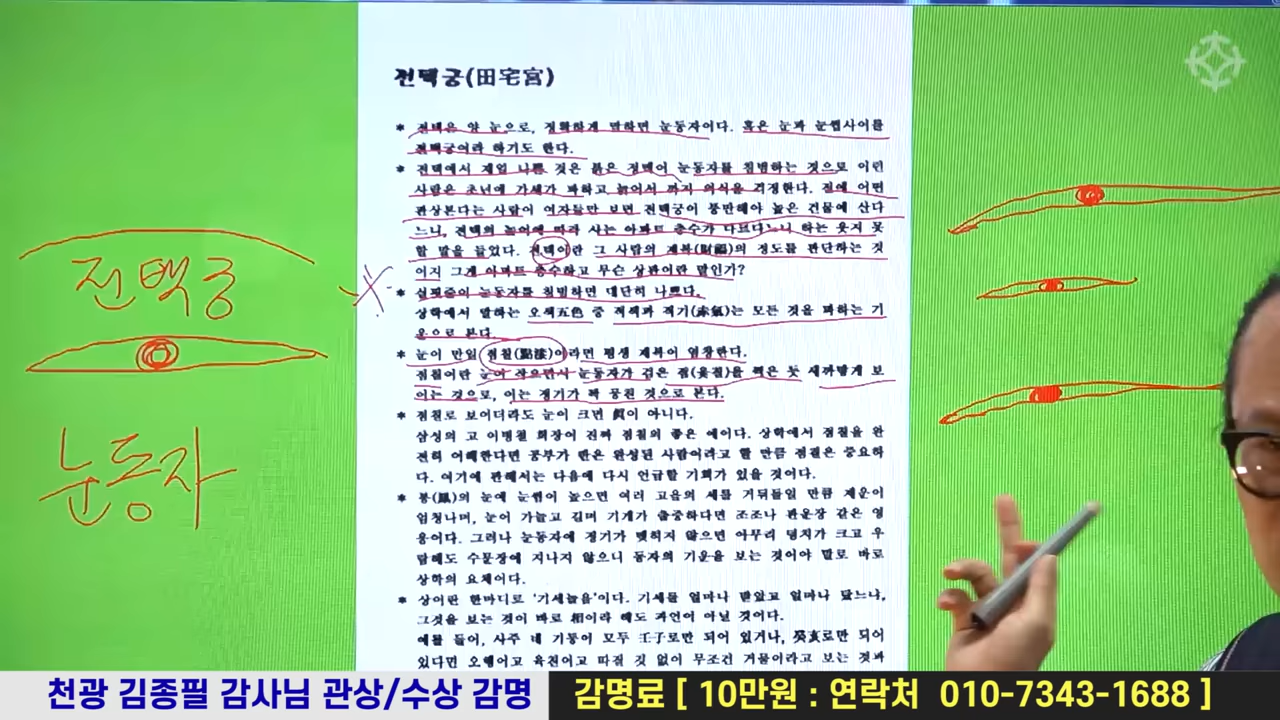 전택궁(田宅宮)
* 전택은 양 눈으로, 정확하게 말하면 눈동자이다. 혹은 눈과 눈썹사이를
전택궁이라 하기도 한다.
* 전택에서 제일 나쁜 것은 붉은 정맥이 눈동자를 침범하는 것으로 이런
사람은 초년에 가세가 파하고 늙어서 까지 의식을 걱정한다. 절에 어떤
관상본다는 사람이 여자들만 보면 전택궁이 풍만해야 높은 건물에 산다
느니, 전택의 높이에 따라 사는 아파트 층수가 다르다느니 하는 웃지 못
할 말을 들었다. 전택이란 그 사람의 재복(財福)의 정도를 판단하는 것
이지 그게 아파트 층수하고 무슨 상관이란 말인가?
* 실핏줄이 눈동자를 침범하면 대단히 나쁘다.
상학에서 말하는 오색五色 중 적색과 적기(赤氣)는 모든 것을 파하는 기
운으로 본다.
* 눈이 만일 점칠(點漆)이라면 평생 재복이 엄청한다.
점칠이란 눈이 작으면서 눈동자가 검은 점(옻칠)을 찍은 듯 새까맣게 보
이는 것으로, 이는 정기가 꽉 뭉친 것으로 본다.
* 점칠로 보이더라도 눈이 크면 眞이 아니다.
삼성의 고 이병철 회장이 진짜 점칠의 좋은 예이다. 상학에서 점칠을 완
전히 이해한다면 공부가 반은 완성된 사람이라고 할 만큼 점칠은 중요하
다. 여기에 관해서는 다음에 다시 언급할 기회가 있을 것이다.
* 봉(鳳)의 눈에 눈썹이 높으면 여러 고을의 세를 거둬들일 만큼 재운이
엄청나며, 눈이 가늘고 길며 기개가 출중하다면 조조나 관운장 같은 영
웅이다. 그러나 눈동자에 정기가 맺히지 않으면 아무리 덩치가 크고 우
람해도 수문장에 지나지 않으니 동자의 기운을 보는 것이야 말로 바로
상학의 요체이다.
* 상이란 한마디로 '기세놀음'이다. 기세를 얼마나 받았고 얼마나 탔느냐,
그것을 보는 것이 바로 相이라 해도 과언이 아닐 것이다.
예를 들어, 사주 네 기둥이 모두 壬子로만 되어 있거나, 癸亥로만 되어
있다면 오행이고 육친이고 따질 것 없이 무조건 거물이라고 보는 것과
전택궁
눈동자
천광 김종필 감사님 관상/수상 감명
감명료 [ 10만원 : 연락처 010-7343-1688 ]